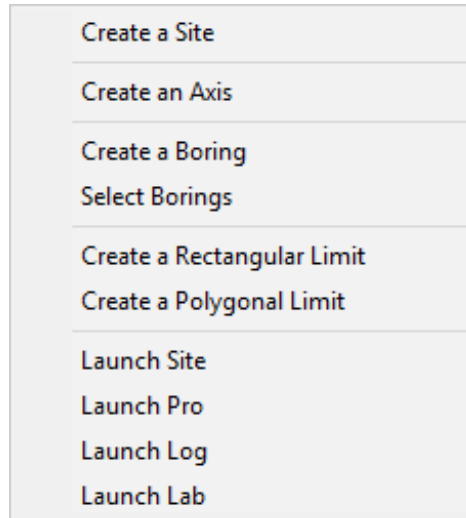 Create a Site
Create an Axis
Create a Boring
Select Borings
Create a Rectangular Limit
Create a Polygonal Limit
Launch Site
Launch Pro
Launch Log
Launch Lab